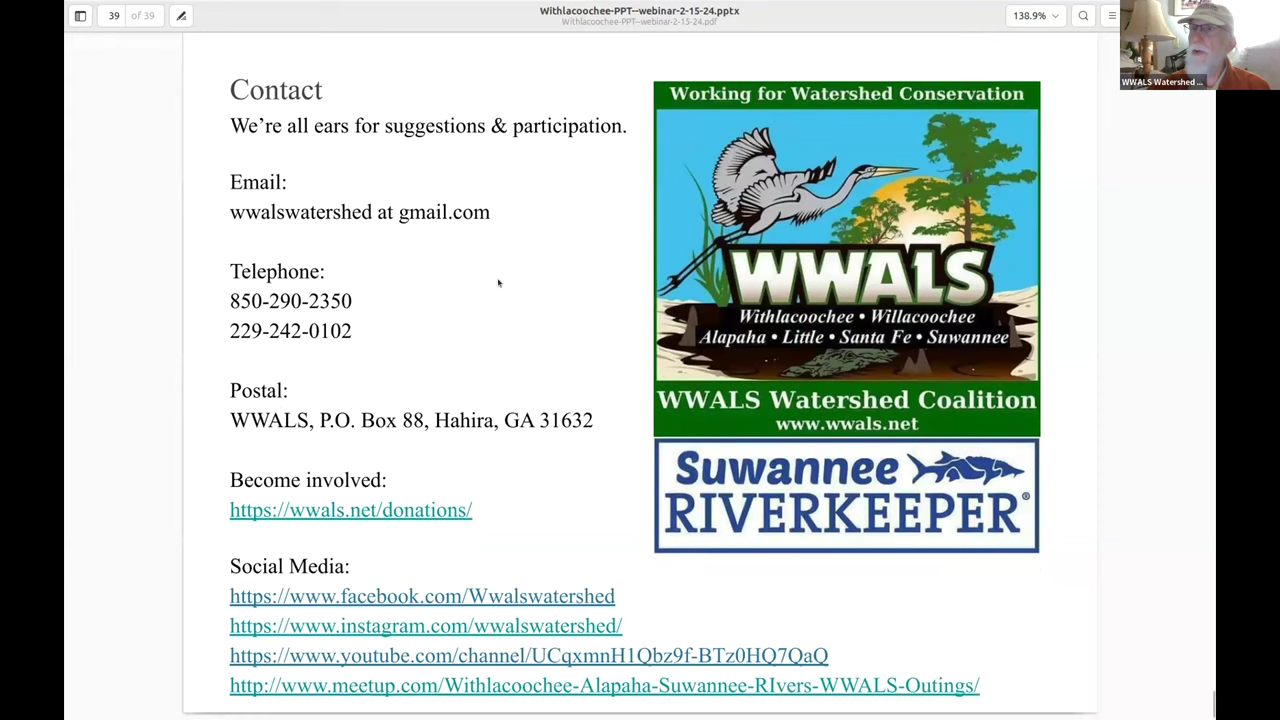 Withlacoochee-PPT--webinar-2-15-24.pptx
Withlacoochee-PPT--webinar-2-15-24.pdf
39 of 39
138.9%
WWALS Watershed ...
Contact
We’re all ears for suggestions & participation.
Email:
wwalswatershed at gmail.com
Telephone:
850-290-2350
229-242-0102
Postal:
WWALS, P.O. Box 88, Hahira, GA 31632
Become involved:
https://wwals.net/donations/
Social Media:
https://www.facebook.com/Wwalswatershed
https://www.instagram.com/wwalswatershed/
https://www.youtube.com/channel/UCqxmnH1Qbz9f-BTz0HQ7QaQ
http://www.meetup.com/Withlacoochee-Alapaha-Suwannee-RIvers-WWALS-Outings/
Working for Watershed Conservation
WWALS
Withlacoochee • Willacoochee
Alapaha • Little • Santa Fe • Suwannee
WWALS Watershed Coalition
www.wwals.net
Suwannee
RIVERKEEPER®